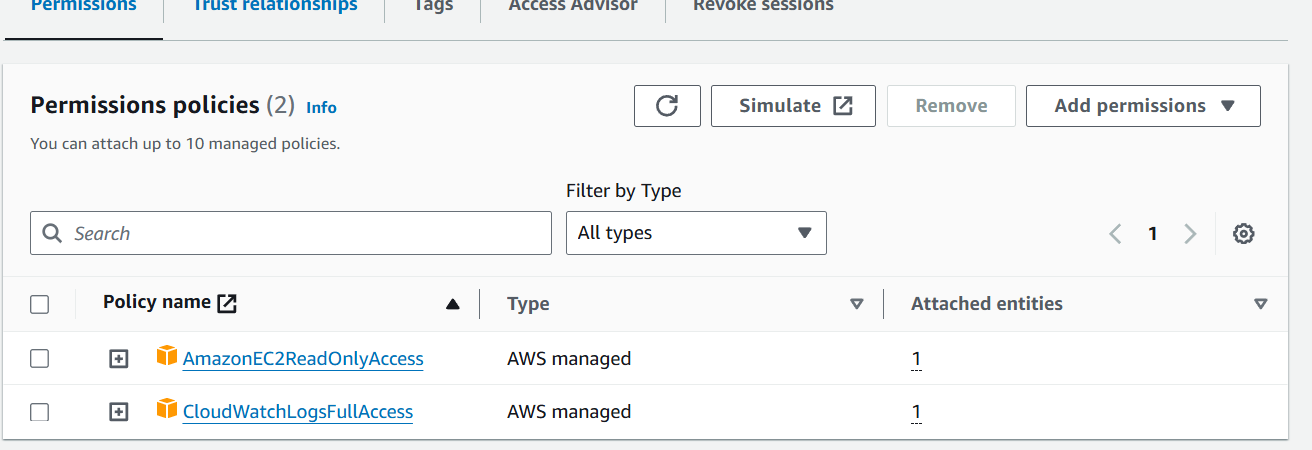 Permissions Trust relationships Tags Access Advisor Revoke sessions
Permissions policies (2) Info
Simulate Remove Add permissions
You can attach up to 10 managed policies.
Filter by Type
Search All types 1
Policy name Type Attached entities
AmazonEC2ReadOnlyAccess AWS managed 1
CloudWatchLogsFullAccess AWS managed 1